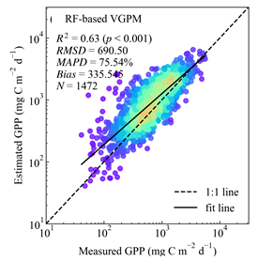 RF-based VGPM
R² = 0.63 (p < 0.001)
RMSD = 690.50
MAPD = 75.54%
Bias = 335.545
N = 1472
10⁴
10³
10²
10¹
Estimated GPP (mg C m⁻² d⁻¹)
1:1 line
fit line
10¹ 10² 10³ 10⁴
Measured GPP (mg C m⁻² d⁻¹)